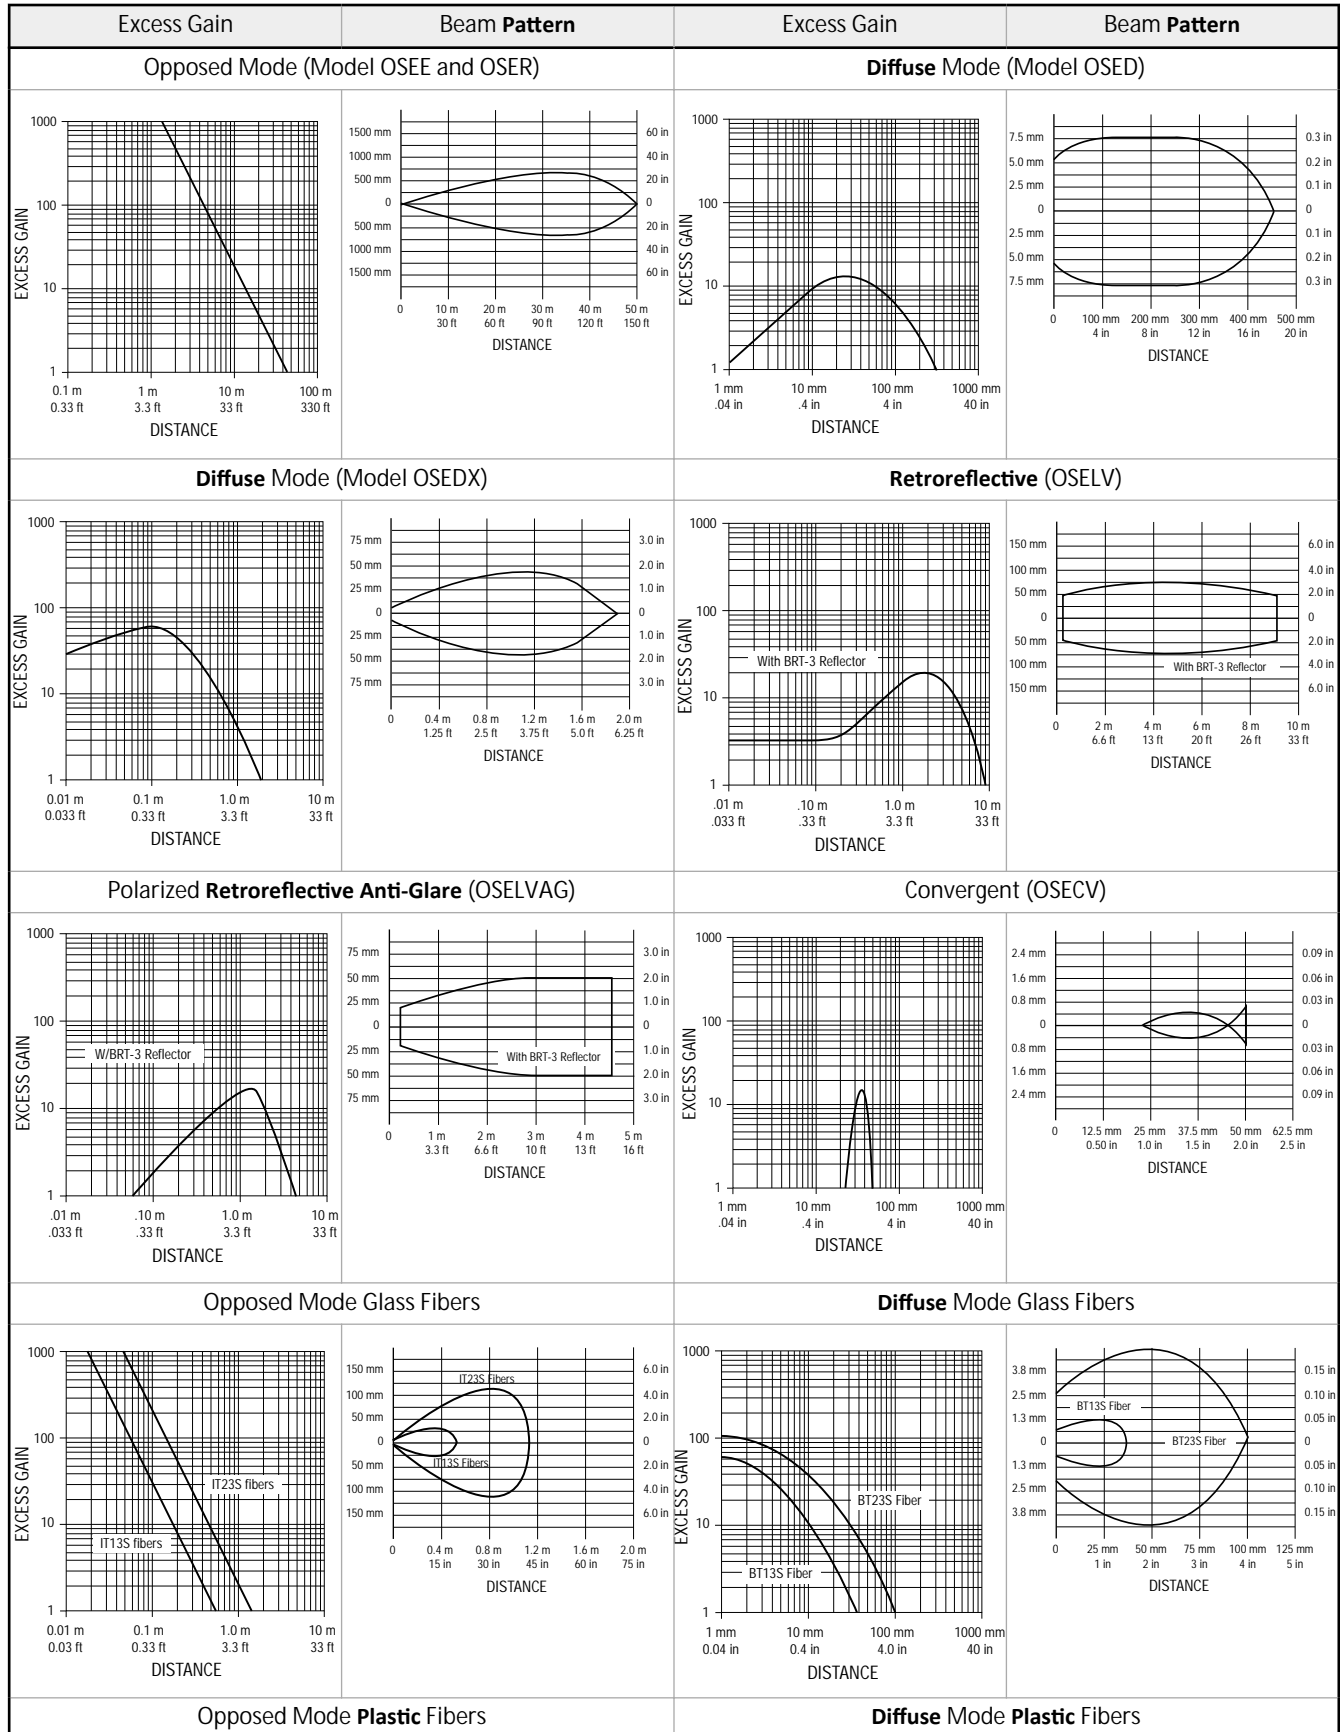 Excess Gain Beam Pattern Excess Gain Beam Pattern
Opposed Mode (Model OSEE and OSER) Diffuse Mode (Model OSED)
1000
100
10
1
EXCESS GAIN
0.1 m 1 m 10 m 100 m
0.33 ft 3.3 ft 33 ft 330 ft
DISTANCE
1500 mm 60 in
1000 mm 40 in
500 mm 20 in
0 0
500 mm 20 in
1000 mm 40 in
1500 mm 60 in
0 10 m 20 m 30 m 40 m 50 m
30 ft 60 ft 90 ft 120 ft 150 ft
DISTANCE
1000
100
10
1
EXCESS GAIN
1 mm 10 mm 100 mm 1000 mm
.04 in .4 in 4 in 40 in
DISTANCE
7.5 mm 0.3 in
5.0 mm 0.2 in
2.5 mm 0.1 in
0 0
2.5 mm 0.1 in
5.0 mm 0.2 in
7.5 mm 0.3 in
0 100 mm 200 mm 300 mm 400 mm 500 mm
4 in 8 in 12 in 16 in 20 in
DISTANCE
Diffuse Mode (Model OSEDX) Retroreflective (OSELV)
1000
100
10
1
EXCESS GAIN
0.01 m 0.1 m 1.0 m 10 m
0.033 ft 0.33 ft 3.3 ft 33 ft
DISTANCE
75 mm 3.0 in
50 mm 2.0 in
25 mm 1.0 in
0 0
25 mm 1.0 in
50 mm 2.0 in
75 mm 3.0 in
0 0.4 m 0.8 m 1.2 m 1.6 m 2.0 m
1.25 ft 2.5 ft 3.75 ft 5.0 ft 6.25 ft
DISTANCE
1000
100
With BRT-3 Reflector
10
1
EXCESS GAIN
.01 m .10 m 1.0 m 10 m
.033 ft .33 ft 3.3 ft 33 ft
DISTANCE
150 mm 6.0 in
100 mm 4.0 in
50 mm 2.0 in
0 0
50 mm 2.0 in
100 mm With BRT-3 Reflector 4.0 in
150 mm 6.0 in
0 2 m 4 m 6 m 8 m 10 m
6.6 ft 13 ft 20 ft 26 ft 33 ft
DISTANCE
Polarized Retroreflective Anti-Glare (OSELVAG) Convergent (OSECV)
1000
100
W/BRT-3 Reflector
10
1
EXCESS GAIN
.01 m .10 m 1.0 m 10 m
.033 ft .33 ft 3.3 ft 33 ft
DISTANCE
75 mm 3.0 in
50 mm 2.0 in
25 mm 1.0 in
0 0
25 mm With BRT-3 Reflector 1.0 in
50 mm 2.0 in
75 mm 3.0 in
0 1 m 2 m 3 m 4 m 5 m
3.3 ft 6.6 ft 10 ft 13 ft 16 ft
DISTANCE
1000
100
10
1
EXCESS GAIN
1 mm 10 mm 100 mm 1000 mm
.04 in .4 in 4 in 40 in
DISTANCE
2.4 mm 0.09 in
1.6 mm 0.06 in
0.8 mm 0.03 in
0 0
0.8 mm 0.03 in
1.6 mm 0.06 in
2.4 mm 0.09 in
0 12.5 mm 25 mm 37.5 mm 50 mm 62.5 mm
0.50 in 1.0 in 1.5 in 2.0 in 2.5 in
DISTANCE
Opposed Mode Glass Fibers Diffuse Mode Glass Fibers
1000
100
IT23S fibers
10
IT13S fibers
1
EXCESS GAIN
0.01 m 0.1 m 1.0 m 10 m
0.03 ft 0.33 ft 3.3 ft 33 ft
DISTANCE
150 mm 6.0 in
IT23S Fibers
100 mm 4.0 in
50 mm 2.0 in
0 0
50 mm IT13S Fibers 2.0 in
100 mm 4.0 in
150 mm 6.0 in
0 0.4 m 0.8 m 1.2 m 1.6 m 2.0 m
15 in 30 in 45 in 60 in 75 in
DISTANCE
1000
100
BT23S Fiber
10
BT13S Fiber
1
EXCESS GAIN
1 mm 10 mm 100 mm 1000 mm
0.04 in 0.4 in 4.0 in 40 in
DISTANCE
3.8 mm 0.15 in
2.5 mm 0.10 in
BT13S Fiber
1.3 mm 0.05 in
0 BT23S Fiber 0
1.3 mm 0.05 in
2.5 mm 0.10 in
3.8 mm 0.15 in
0 25 mm 50 mm 75 mm 100 mm 125 mm
1 in 2 in 3 in 4 in 5 in
DISTANCE
Opposed Mode Plastic Fibers Diffuse Mode Plastic Fibers